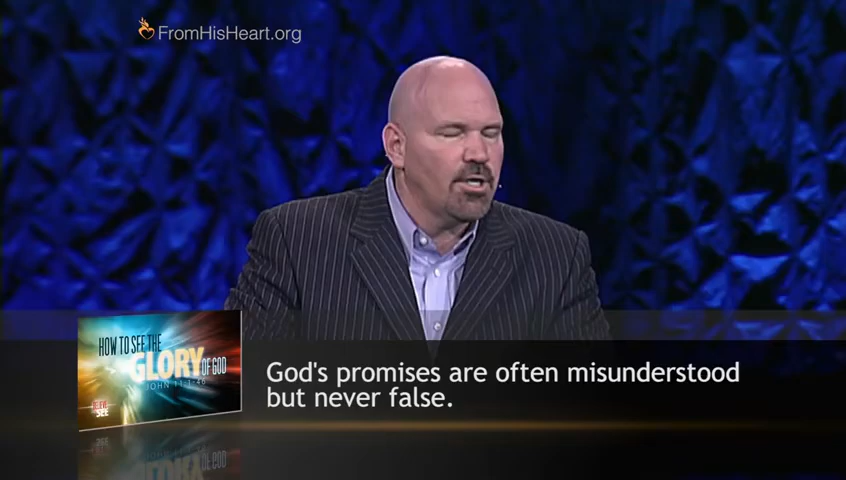 FromHisHeart.org
HOW TO SEE THE
GLORY OF GOD
JOHN 11:1-46
SEE
God's promises are often misunderstood
but never false.